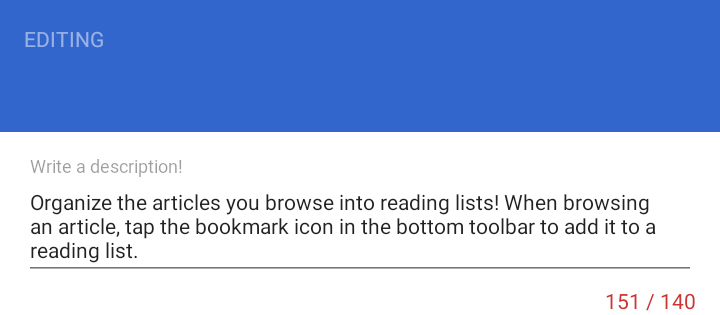 EDITING
Write a description!
Organize the articles you browse into reading lists! When browsing
an article, tap the bookmark icon in the bottom toolbar to add it to a
reading list.
151 / 140